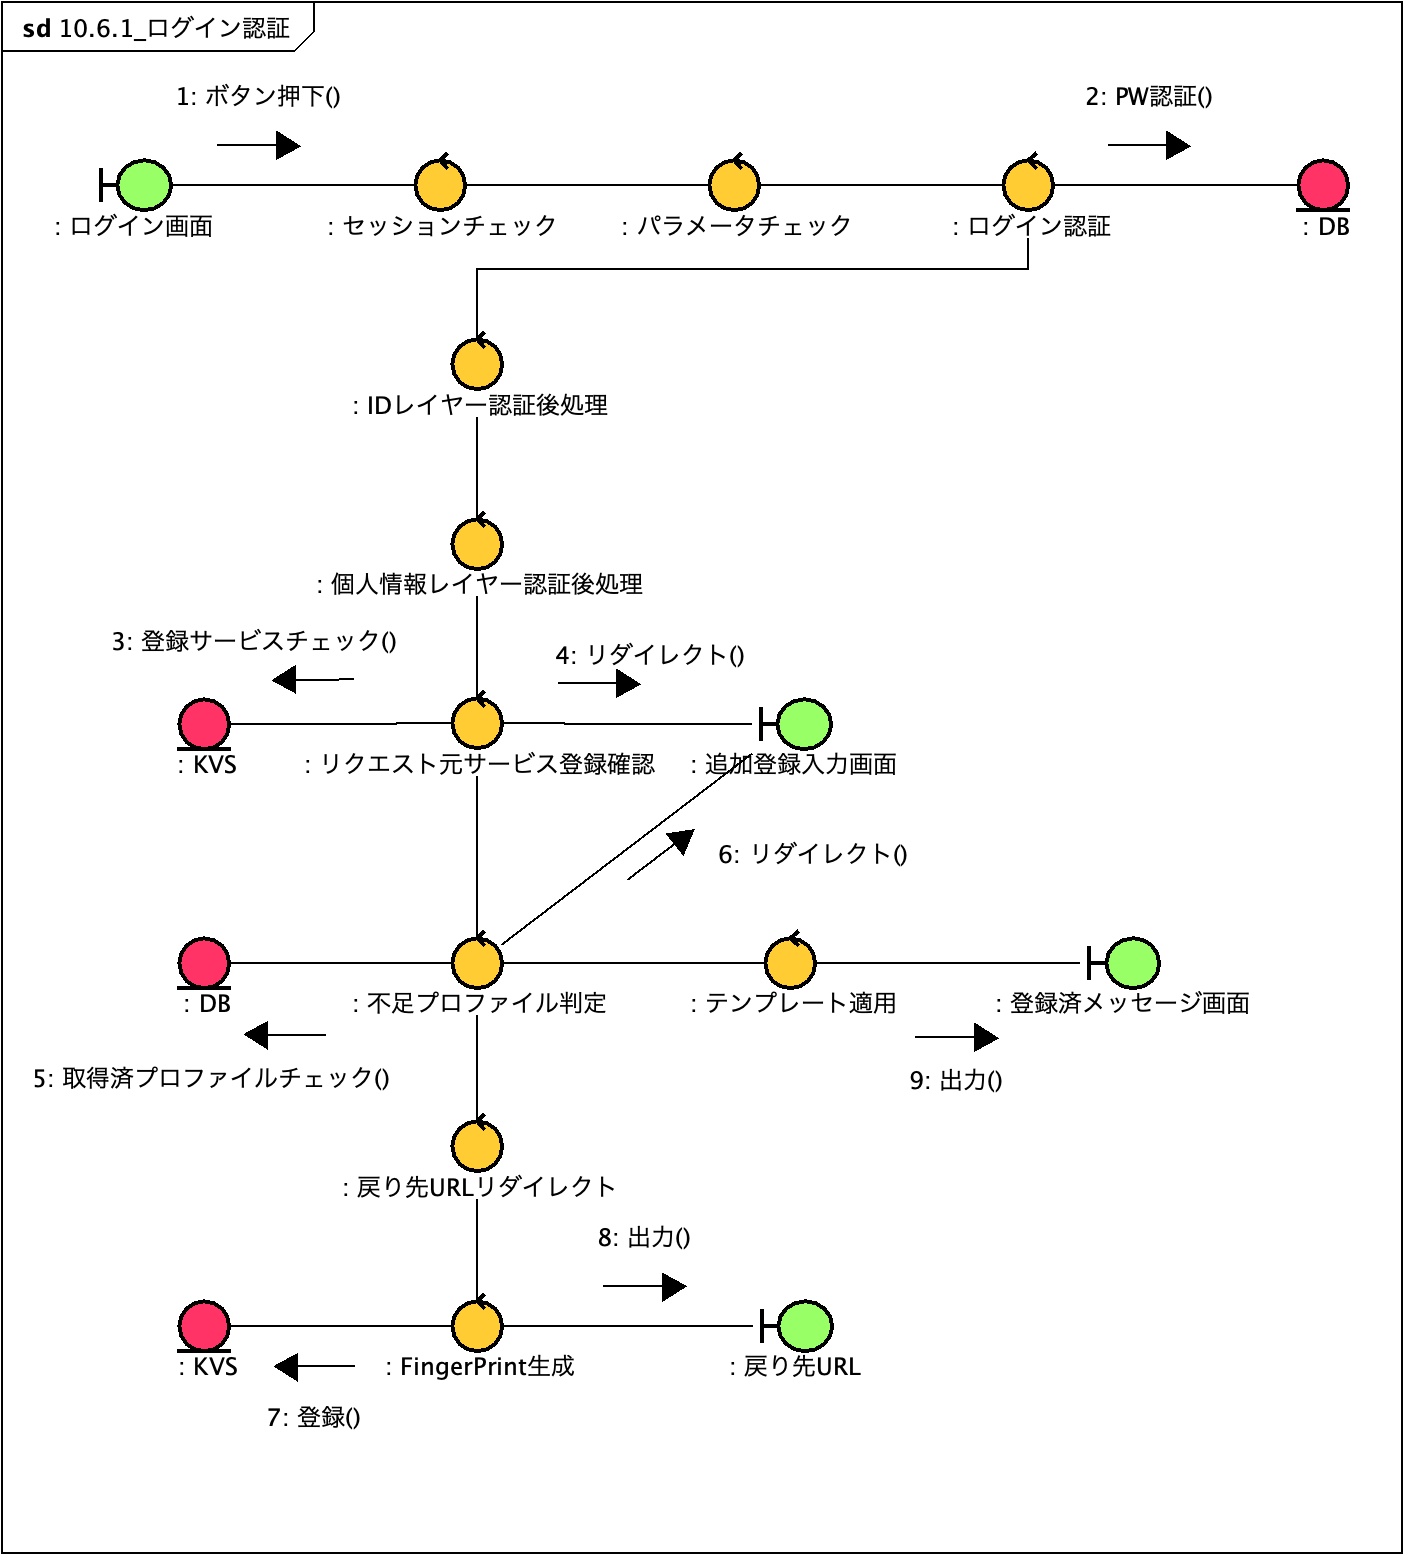 sd 10.6.1_ログイン認証
1: ボタン押下()
2: PW認証()
: ログイン画面
: セッションチェック
: パラメータチェック
: ログイン認証
: DB
: IDレイヤー認証後処理
: 個人情報レイヤー認証後処理
3: 登録サービスチェック()
4: リダイレクト()
: KVS
: リクエスト元サービス登録確認
: 追加登録入力画面
6: リダイレクト()
: DB
: 不足プロファイル判定
: テンプレート適用
: 登録済メッセージ画面
5: 取得済プロファイルチェック()
9: 出力()
: 戻り先URLリダイレクト
8: 出力()
: KVS
: FingerPrint生成
: 戻り先URL
7: 登録()